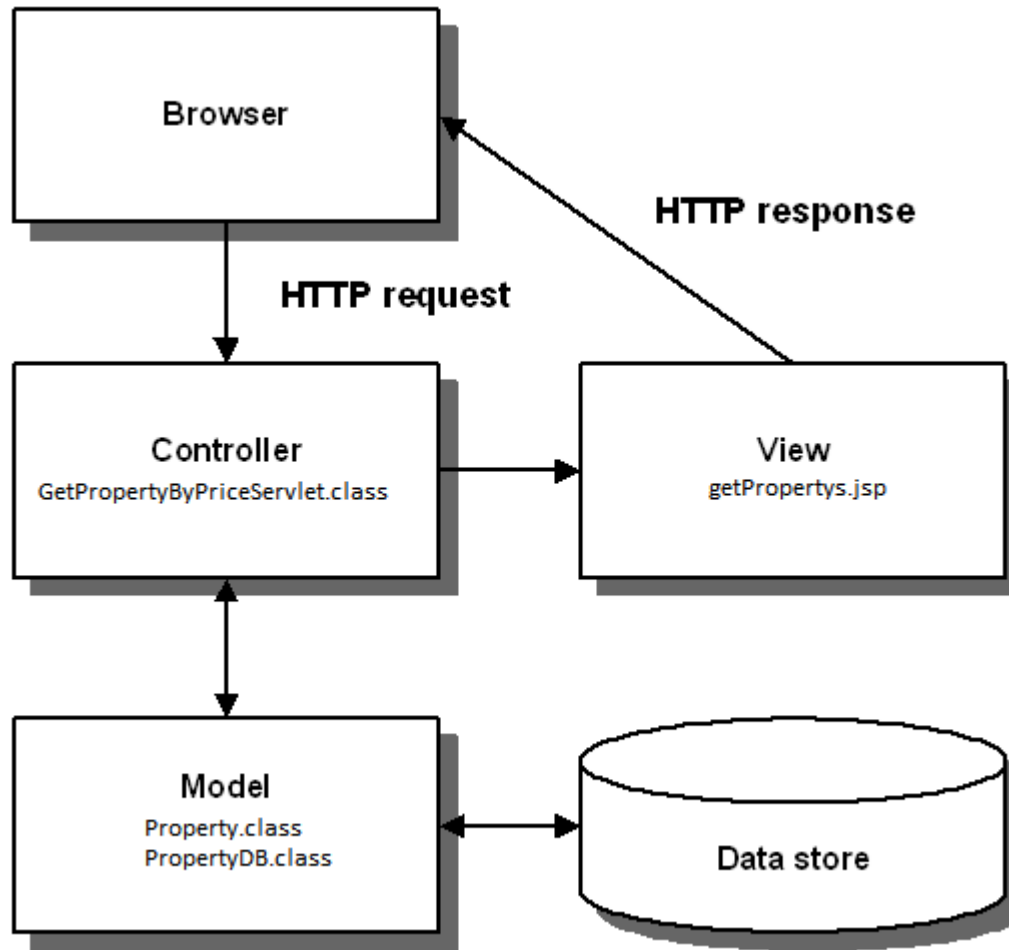 Browser
HTTP response
HTTP request
Controller
GetPropertyByPriceServlet.class
View
getPropertys.jsp
Model
Property.class
PropertyDB.class
Data store